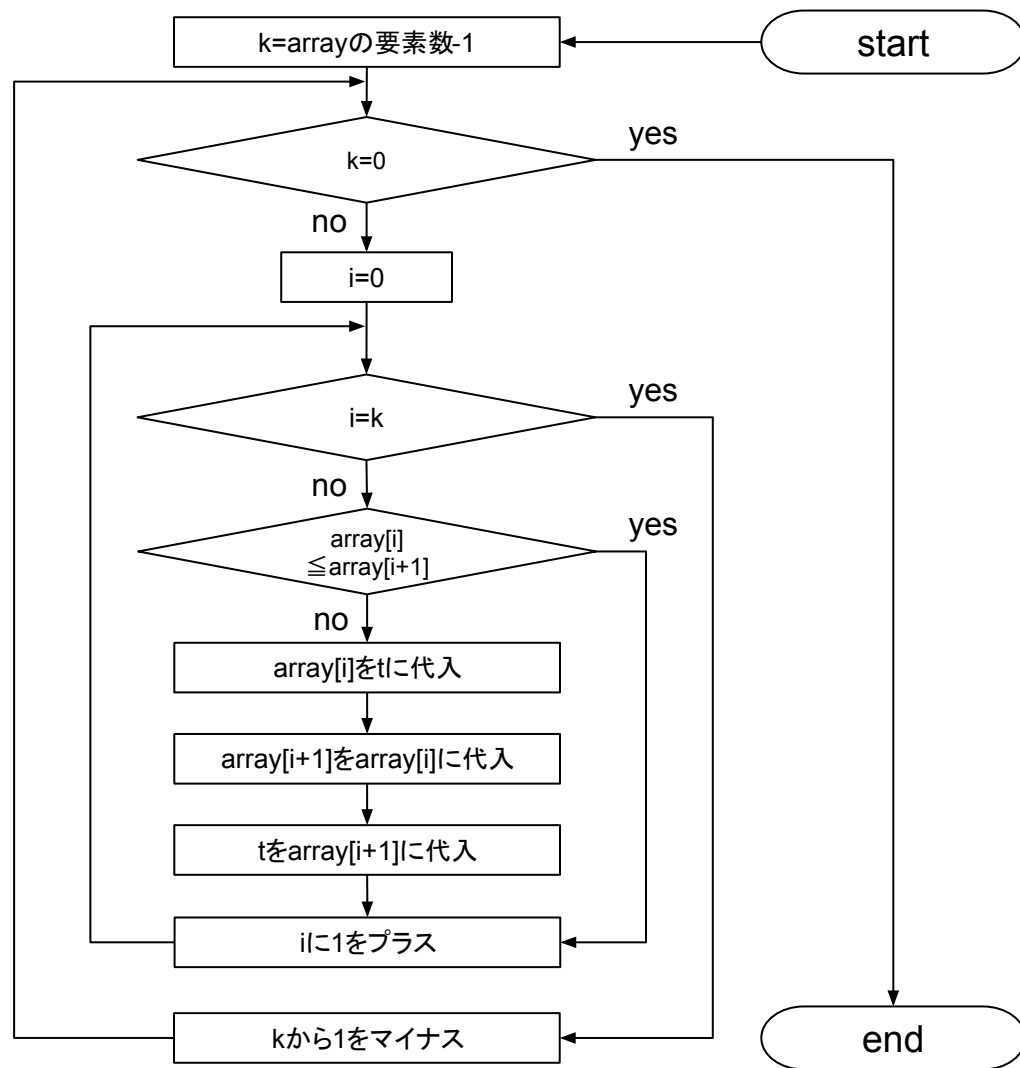 start
k=arrayの要素数-1
k=0
yes
no
i=0
i=k
yes
no
array[i]
≦array[i+1]
yes
no
array[i]をtに代入
array[i+1]をarray[i]に代入
tをarray[i+1]に代入
iに1をプラス
kから1をマイナス
end